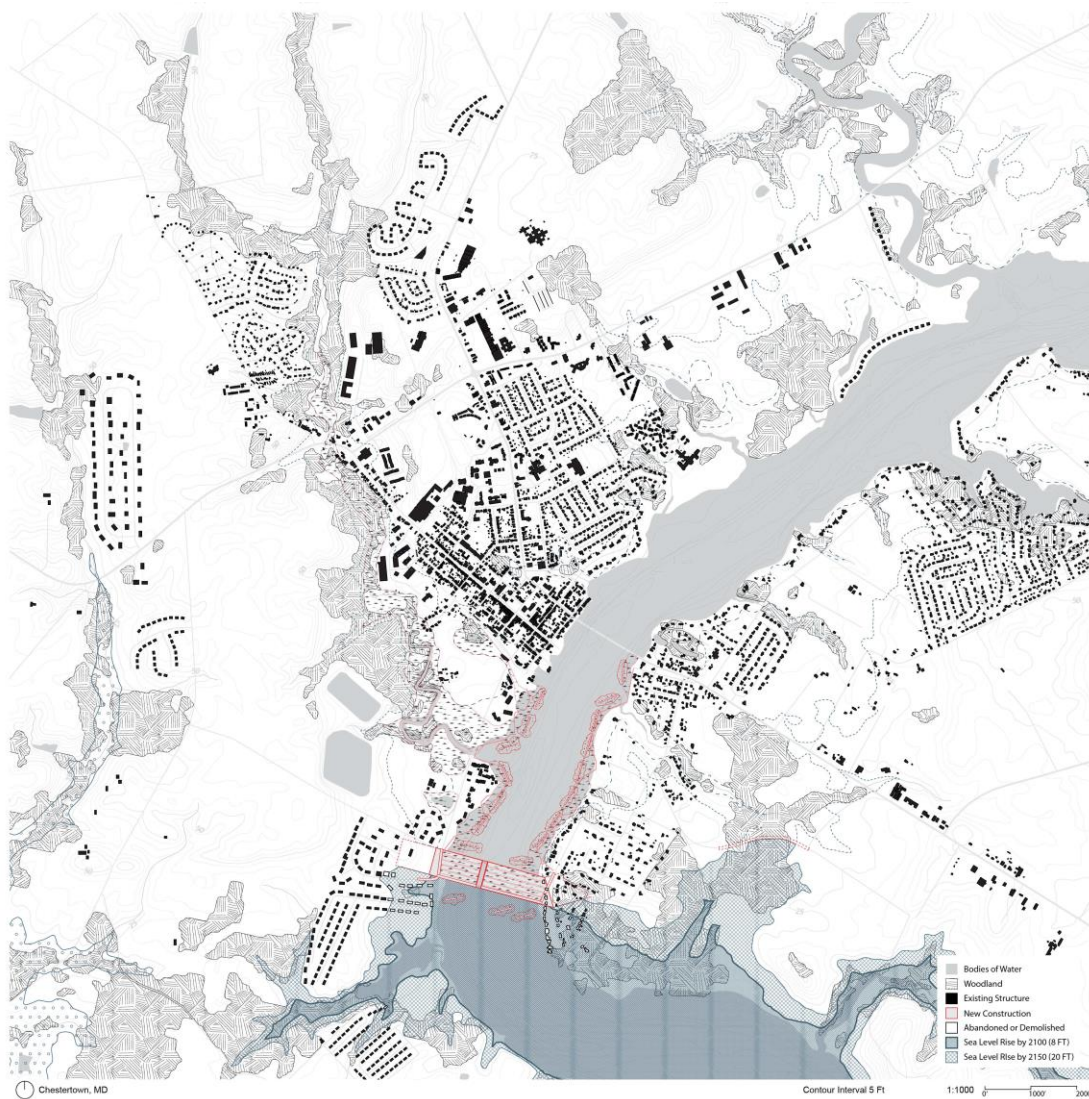 Bodies of Water
Woodland
Existing Structure
New Construction
Abandoned or Demolished
Sea Level Rise by 2100 (8 FT)
Sea Level RIse by 2150 (20 FT)
Chestertown, MD
Contour Interval 5 Ft
1:1000
0'
1000'
2000